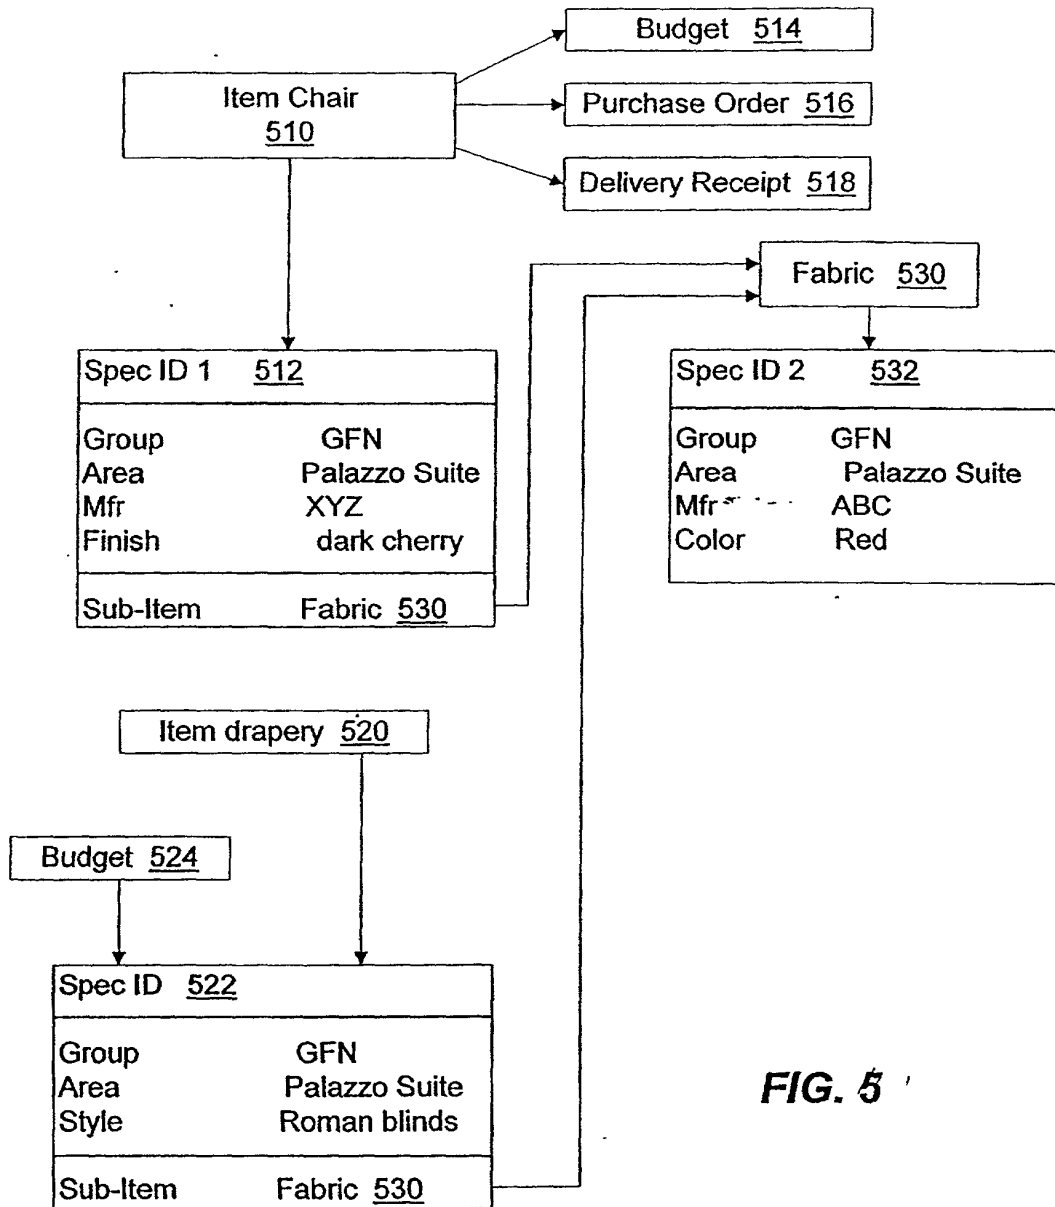 Budget 514
Item Chair
510
Purchase Order 516
Delivery Receipt 518
Fabric 530
Spec ID 1 512
Group GFN
Area Palazzo Suite
Mfr XYZ
Finish dark cherry
Sub-Item Fabric 530
Spec ID 2 532
Group GFN
Area Palazzo Suite
Mfr ABC
Color Red
Item drapery 520
Budget 524
Spec ID 522
Group GFN
Area Palazzo Suite
Style Roman blinds
Sub-Item Fabric 530
FIG. 5